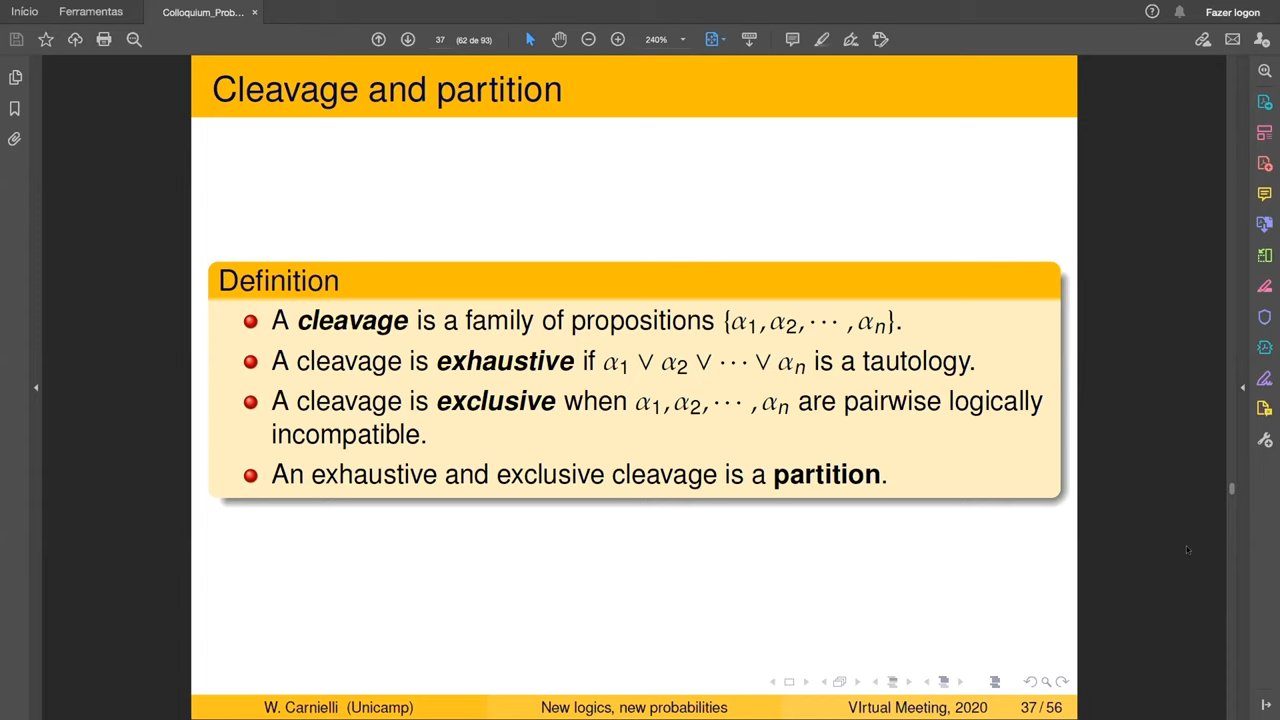 Início Ferramentas Colloquium_Prob... × Fazer logon
37 (62 de 93) 240%
Cleavage and partition
Definition
A cleavage is a family of propositions {α₁, α₂, ⋯ , αₙ}.
A cleavage is exhaustive if α₁ ∨ α₂ ∨ ⋯ ∨ αₙ is a tautology.
A cleavage is exclusive when α₁, α₂, ⋯ , αₙ are pairwise logically
incompatible.
An exhaustive and exclusive cleavage is a partition.
W. Carnielli (Unicamp) New logics, new probabilities VIrtual Meeting, 2020 37 / 56